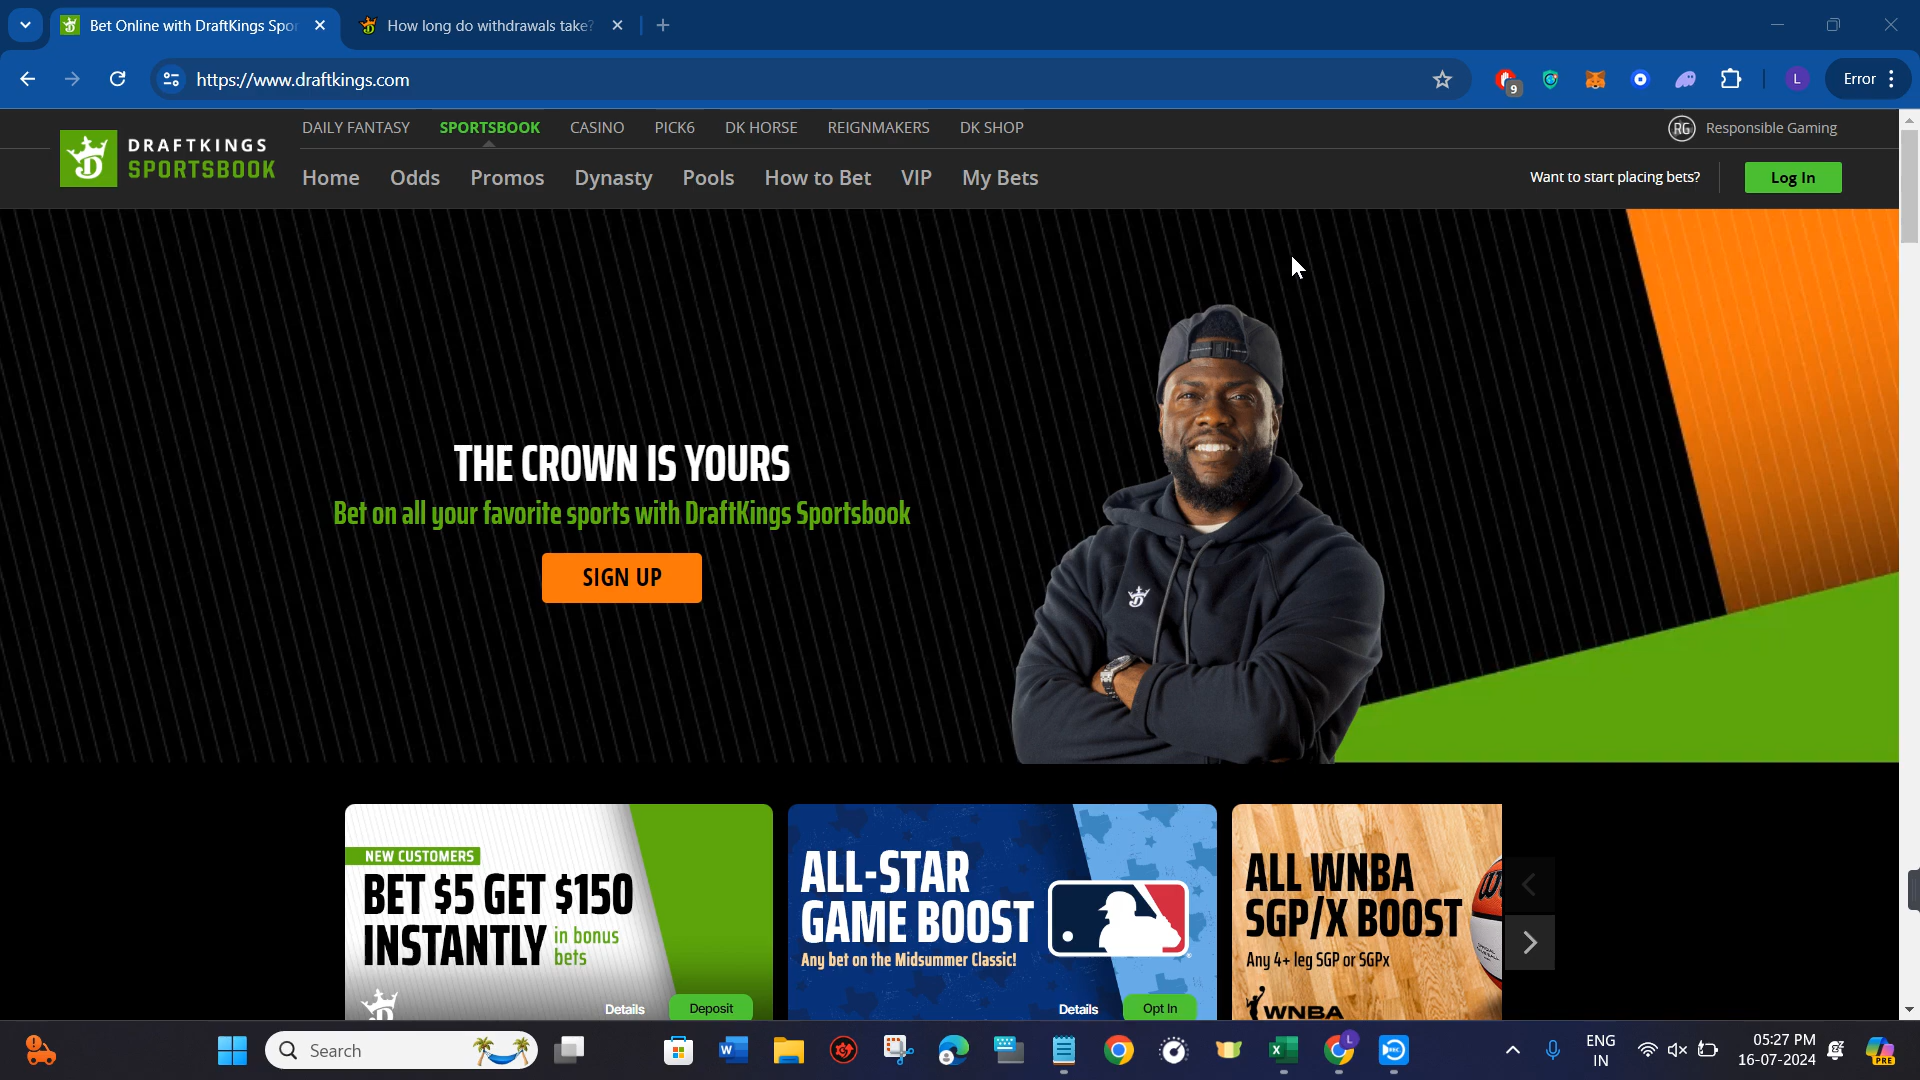 Bet Online with DraftKings Spor
How long do withdrawals take?
https://www.draftkings.com
9
L
Error
DAILY FANTASY
SPORTSBOOK
CASINO
PICK6
DK HORSE
REIGNMAKERS
DK SHOP
RG
Responsible Gaming
DRAFTKINGS
SPORTSBOOK
Home
Odds
Promos
Dynasty
Pools
How to Bet
VIP
My Bets
Want to start placing bets?
Log In
THE CROWN IS YOURS
Bet on all your favorite sports with DraftKings Sportsbook
SIGN UP
NEW CUSTOMERS
BET $5 GET $150
INSTANTLY in bonus
bets
Details
Deposit
ALL-STAR
GAME BOOST
Any bet on the Midsummer Classic!
Details
Opt In
ALL WNBA
SGP/X BOOST
Any 4+ leg SGP or SGPx
WNBA
Search
ENG
IN
05:27 PM
16-07-2024
PRE